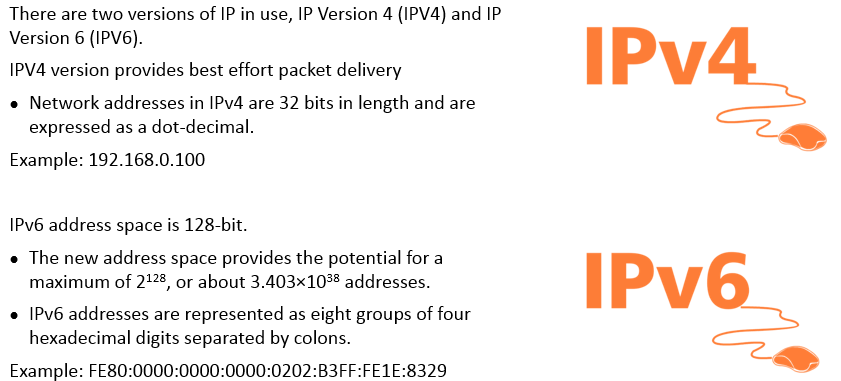 There are two versions of IP in use, IP Version 4 (IPV4) and IP
Version 6 (IPV6).
IPV4 version provides best effort packet delivery
• Network addresses in IPv4 are 32 bits in length and are
expressed as a dot-decimal.
Example: 192.168.0.100
IPv4
IPv6 address space is 128-bit.
• The new address space provides the potential for a
maximum of 2¹²⁸, or about 3.403×10³⁸ addresses.
• IPv6 addresses are represented as eight groups of four
hexadecimal digits separated by colons.
Example: FE80:0000:0000:0000:0202:B3FF:FE1E:8329
IPv6